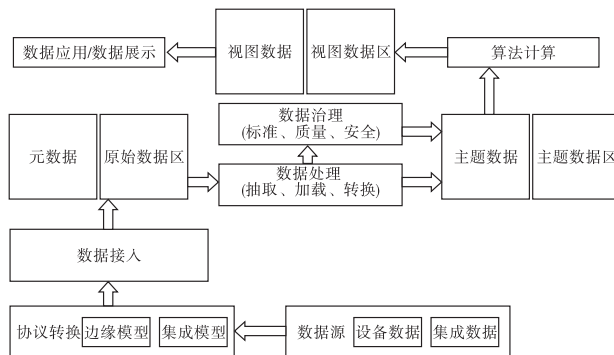 数据应用/数据展示
视图数据
视图数据区
算法计算
元数据
原始数据区
数据治理
(标准、质量、安全)
数据处理
(抽取、加载、转换)
主题数据
主题数据区
数据接入
协议转换
边缘模型
集成模型
数据源
设备数据
集成数据